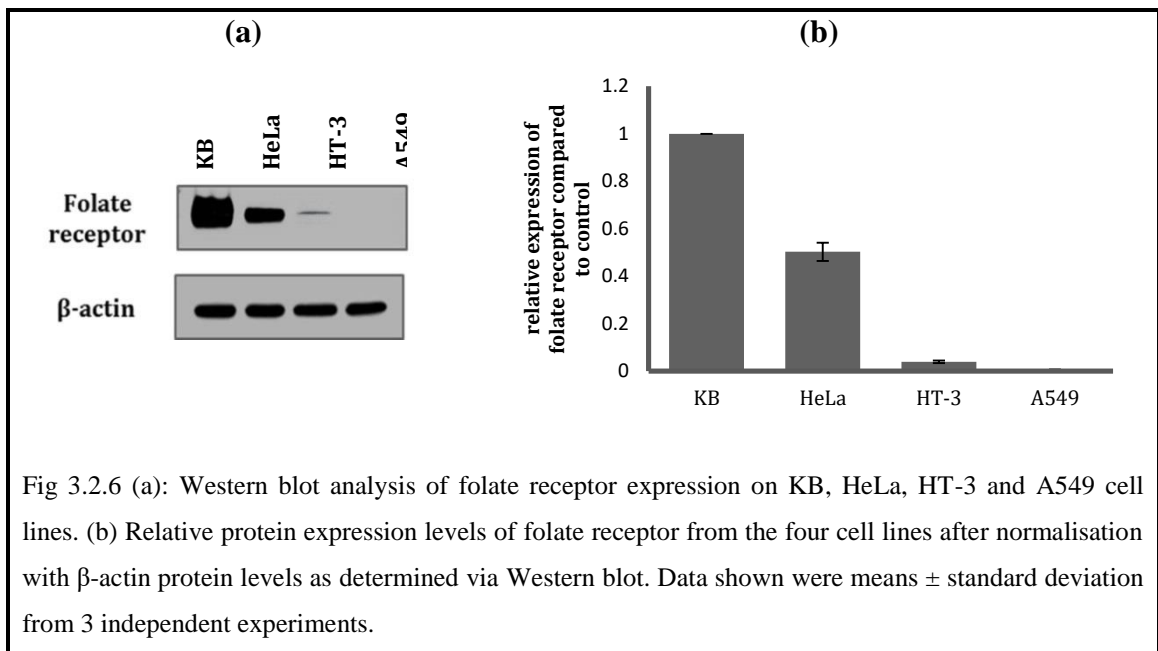 (a)
KB
HeLa
HT-3
A549
Folate
receptor
β-actin
(b)
relative expression of
folate receptor compared
to control
1.2
1
0.8
0.6
0.4
0.2
0
KB
HeLa
HT-3
A549
Fig 3.2.6 (a): Western blot analysis of folate receptor expression on KB, HeLa, HT-3 and A549 cell
lines. (b) Relative protein expression levels of folate receptor from the four cell lines after normalisation
with β-actin protein levels as determined via Western blot. Data shown were means ± standard deviation
from 3 independent experiments.